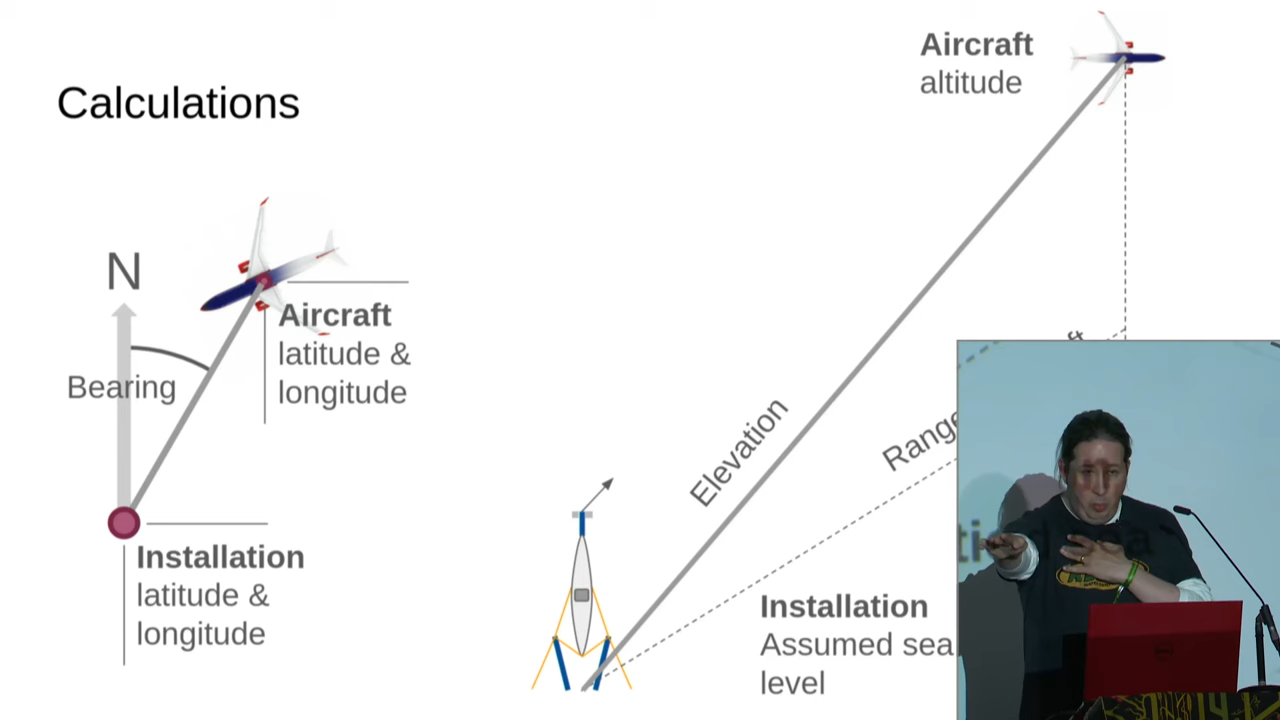 Calculations
N
Bearing
Aircraft
latitude &
longitude
Installation
latitude &
longitude
Aircraft
altitude
Elevation
Range
Installation
Assumed sea
level